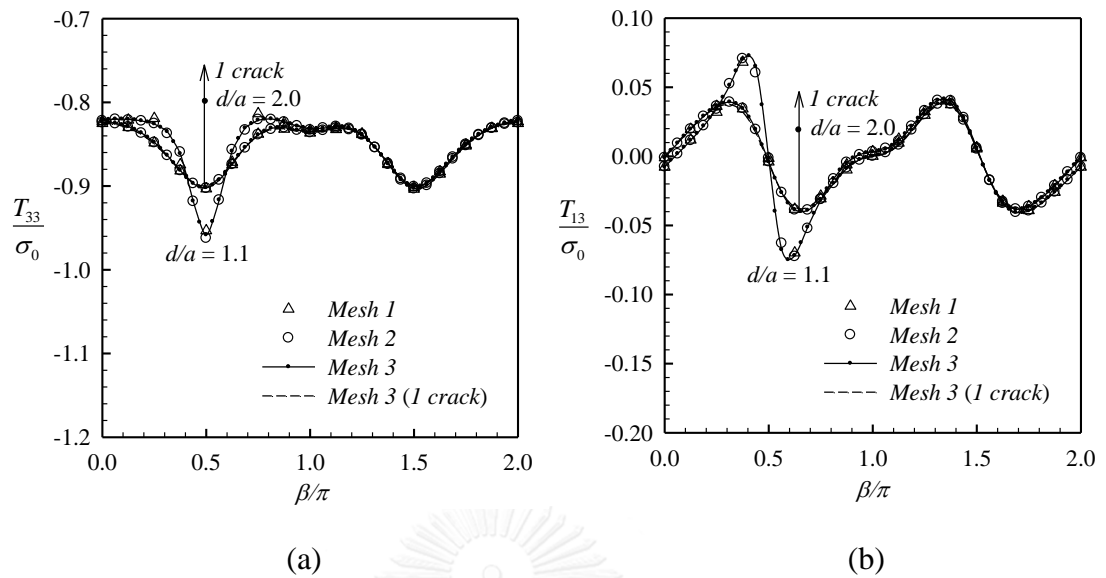 -0.7
-0.8
-0.9
-1.0
-1.1
-1.2
T33
σ0
0.0 0.5 1.0 1.5 2.0
β/π
1 crack
d/a = 2.0
d/a = 1.1
Mesh 1
Mesh 2
Mesh 3
Mesh 3 (1 crack)
(a)
0.10
0.05
0.00
-0.05
-0.10
-0.15
-0.20
T13
σ0
0.0 0.5 1.0 1.5 2.0
β/π
1 crack
d/a = 2.0
d/a = 1.1
Mesh 1
Mesh 2
Mesh 3
Mesh 3 (1 crack)
(b)